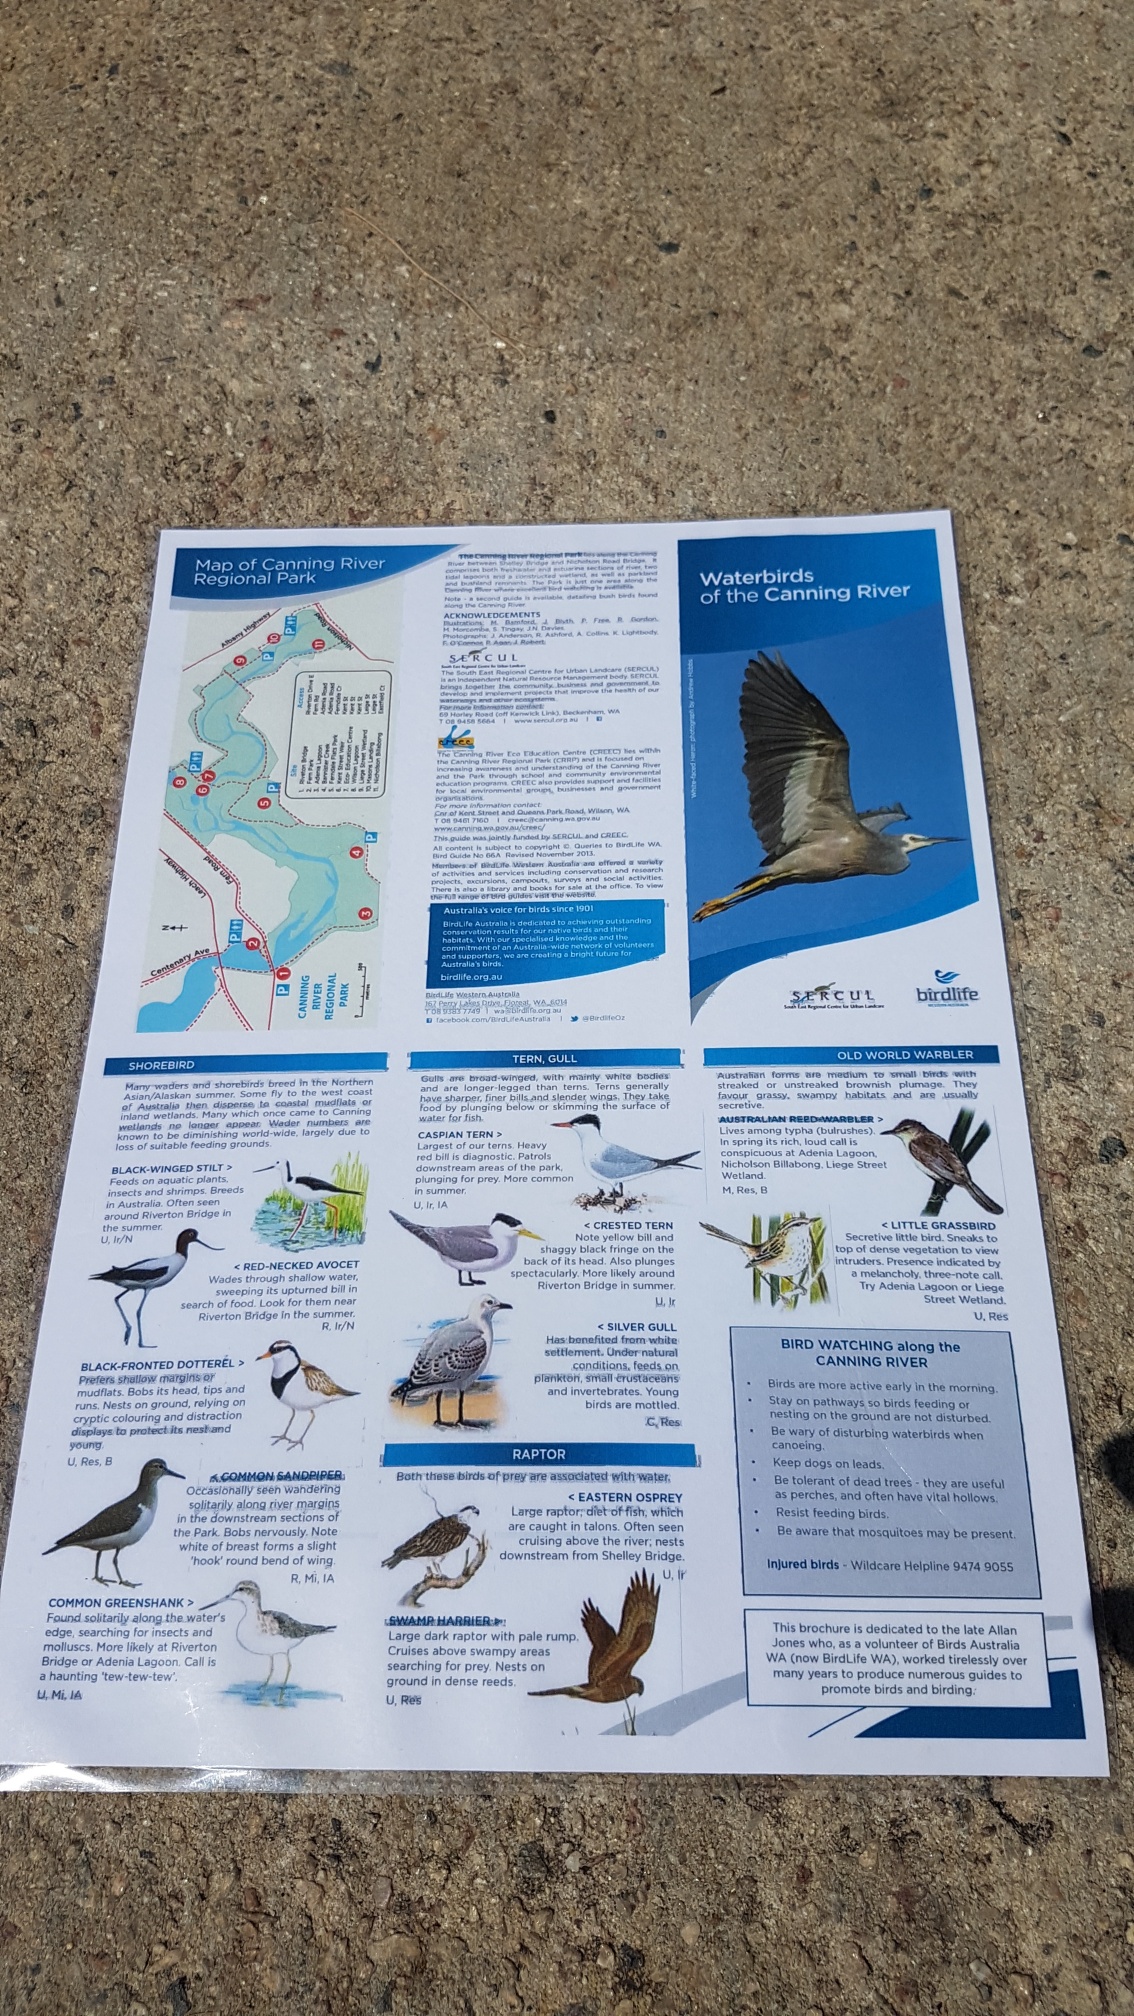 Map of Canning River
Regional Park
Albany Highway
Leach Highway
Fern Road
Centenary Ave
N
CANNING
RIVER
REGIONAL
PARK
1
2
3
4
5
6
7
8
9
10
11
P
Site
Access
1. Riverton Bridge
Riverton Drive E
2. Fern Park
Fern Rd
3. Adenia Lagoon
Adenia Road
4. Bannister Creek
Adenia Road
5. Ferndale Flats Park
Ferndale Cr
6. Kent Street Weir
Kent St
7. Eco- Education Centre
Kent St
8. Wilson Lagoon
Kent St
9. Liege Street Wetland
Liege St
10. Masons Landing
11. Nicholson Billabong
The Canning River Regional Park lies along the Canning
River between Shelley Bridge and Nicholson Road Bridge. It
comprises both freshwater and estuarine sections of river, two
tidal lagoons and a constructed wetland, as well as parkland
and bushland remnants. The Park is just one area along the
Canning River where excellent bird watching is available.
Note - a second guide is available, detailing bush birds found
along the Canning River.
ACKNOWLEDGEMENTS
Illustrations: M. Bamford, J. Blyth, P. Free, R. Gordon,
M. Morcombe, S. Tingay, J.N. Davies.
Photographs: J. Anderson, R. Ashford, A. Collins, K. Lightbody,
SERCUL
South East Regional Centre for Urban Landcare
The South East Regional Centre for Urban Landcare (SERCUL)
is an independent Natural Resource Management body. SERCUL
brings together the community, business and government to
develop and implement projects that improve the health of our
waterways and other ecosystems.
For more information contact:
69 Horley Road (off Kenwick Link), Beckenham, WA
T 08 9458 5664 | www.sercul.org.au |
creec
The Canning River Eco Education Centre (CREEC) lies within
the Canning River Regional Park (CRRP) and is focused on
increasing awareness and understanding of the Canning River
and the Park through school and community environmental
education programs. CREEC also provides support and facilities
for local environmental groups, businesses and government
organisations.
For more information contact:
Cnr of Kent Street and Queens Park Road, Wilson, WA
T 08 9461 7160 | creec@canning.wa.gov.au
www.canning.wa.gov.au/creec/
This guide was jointly funded by SERCUL and CREEC.
All content is subject to copyright ©. Queries to BirdLife WA.
Bird Guide No 66A Revised November 2013.
Members of BirdLife Western Australia are offered a variety
of activities and services including conservation and research
projects, excursions, campouts, surveys and social activities.
There is also a library and books for sale at the office. To view
the full range of bird guides visit the website.
Australia's voice for birds since 1901
BirdLife Australia is dedicated to achieving outstanding
conservation results for our native birds and their
habitats. With our specialised knowledge and the
commitment of an Australia-wide network of volunteers
and supporters, we are creating a bright future for
Australia's birds.
birdlife.org.au
BirdLife Western Australia
167 Perry Lakes Drive, Floreat, WA, 6014
T 08 9383 7749 | wa@birdlife.org.au
facebook.com/BirdLifeAustralia | @BirdlifeOz
Waterbirds
of the Canning River
White-faced Heron photograph by Andrew Hobbs
SERCUL
South East Regional Centre for Urban Landcare
birdlife
WESTERN AUSTRALIA
SHOREBIRD
Many waders and shorebirds breed in the Northern
Asian/Alaskan summer. Some fly to the west coast
of Australia then disperse to coastal mudflats or
inland wetlands. Many which once came to Canning
wetlands no longer appear. Wader numbers are
known to be diminishing world-wide, largely due to
loss of suitable feeding grounds.
BLACK-WINGED STILT >
Feeds on aquatic plants,
insects and shrimps. Breeds
in Australia. Often seen
around Riverton Bridge in
the summer.
U, Ir/N
< RED-NECKED AVOCET
Wades through shallow water,
sweeping its upturned bill in
search of food. Look for them near
Riverton Bridge in the summer.
R, Ir/N
BLACK-FRONTED DOTTEREL >
Prefers shallow margins or
mudflats. Bobs its head, tips and
runs. Nests on ground, relying on
cryptic colouring and distraction
displays to protect its nest and
young.
U, Res, B
< COMMON SANDPIPER
Occasionally seen wandering
solitarily along river margins
in the downstream sections of
the Park. Bobs nervously. Note
white of breast forms a slight
'hook' round bend of wing.
R, Mi, IA
COMMON GREENSHANK >
Found solitarily along the water's
edge, searching for insects and
molluscs. More likely at Riverton
Bridge or Adenia Lagoon. Call is
a haunting 'tew-tew-tew'.
U, Mi, IA
TERN, GULL
Gulls are broad-winged, with mainly white bodies
and are longer-legged than terns. Terns generally
have sharper, finer bills and slender wings. They take
food by plunging below or skimming the surface of
water for fish.
CASPIAN TERN >
Largest of our terns. Heavy
red bill is diagnostic. Patrols
downstream areas of the park,
plunging for prey. More common
in summer.
U, Ir, IA
< CRESTED TERN
Note yellow bill and
shaggy black fringe on the
back of its head. Also plunges
spectacularly. More likely around
Riverton Bridge in summer.
U, Ir
< SILVER GULL
Has benefited from white
settlement. Under natural
conditions, feeds on
plankton, small crustaceans
and invertebrates. Young
birds are mottled.
C, Res
RAPTOR
Both these birds of prey are associated with water.
< EASTERN OSPREY
Large raptor; diet of fish, which
are caught in talons. Often seen
cruising above the river; nests
downstream from Shelley Bridge.
U, Ir
SWAMP HARRIER >
Large dark raptor with pale rump.
Cruises above swampy areas
searching for prey. Nests on
ground in dense reeds.
U, Res
OLD WORLD WARBLER
Australian forms are medium to small birds with
streaked or unstreaked brownish plumage. They
favour grassy, swampy habitats and are usually
secretive.
AUSTRALIAN REED-WARBLER >
Lives among typha (bulrushes).
In spring its rich, loud call is
conspicuous at Adenia Lagoon,
Nicholson Billabong, Liege Street
Wetland.
M, Res, B
< LITTLE GRASSBIRD
Secretive little bird. Sneaks to
top of dense vegetation to view
intruders. Presence indicated by
a melancholy, three-note call.
Try Adenia Lagoon or Liege
Street Wetland.
U, Res
BIRD WATCHING along the
CANNING RIVER
• Birds are more active early in the morning.
• Stay on pathways so birds feeding or
nesting on the ground are not disturbed.
• Be wary of disturbing waterbirds when
canoeing.
• Keep dogs on leads.
• Be tolerant of dead trees - they are useful
as perches, and often have vital hollows.
• Resist feeding birds.
• Be aware that mosquitoes may be present.
Injured birds - Wildcare Helpline 9474 9055
This brochure is dedicated to the late Allan
Jones who, as a volunteer of Birds Australia
WA (now BirdLife WA), worked tirelessly over
many years to produce numerous guides to
promote birds and birding.